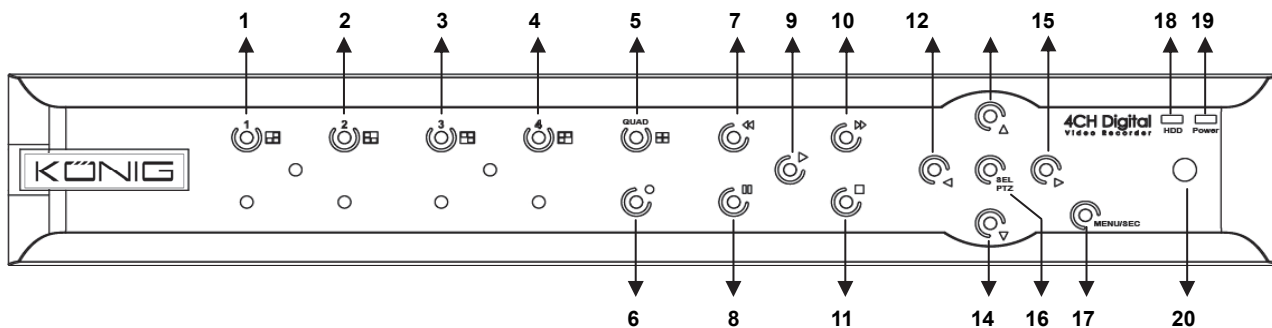 1 2 3 4 5 7 9 10 12 15 18 19
1 2 3 4 QUAD
4CH Digital
Video Recorder
HDD Power
KÖNIG
SEL
PTZ
MENU/SEC
6 8 11 14 16 17 20